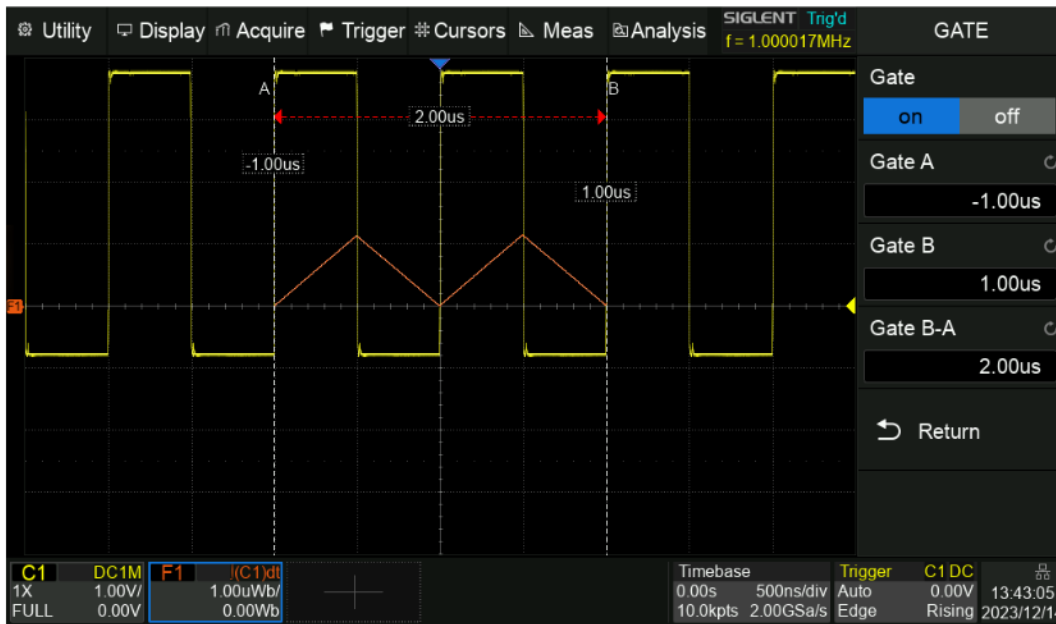 Utility Display Acquire Trigger Cursors Meas Analysis SIGLENT Trig'd
f = 1.000017MHz
GATE
Gate
on off
Gate A
-1.00us
Gate B
1.00us
Gate B-A
2.00us
Return
A
B
2.00us
-1.00us
1.00us
F1
C1 DC1M
1X 1.00V/
FULL 0.00V
F1 ∫(C1)dt
1.00uWb/
0.00Wb
Timebase
0.00s 500ns/div
10.0kpts 2.00GSa/s
Trigger C1 DC
Auto 0.00V
Edge Rising
13:43:05